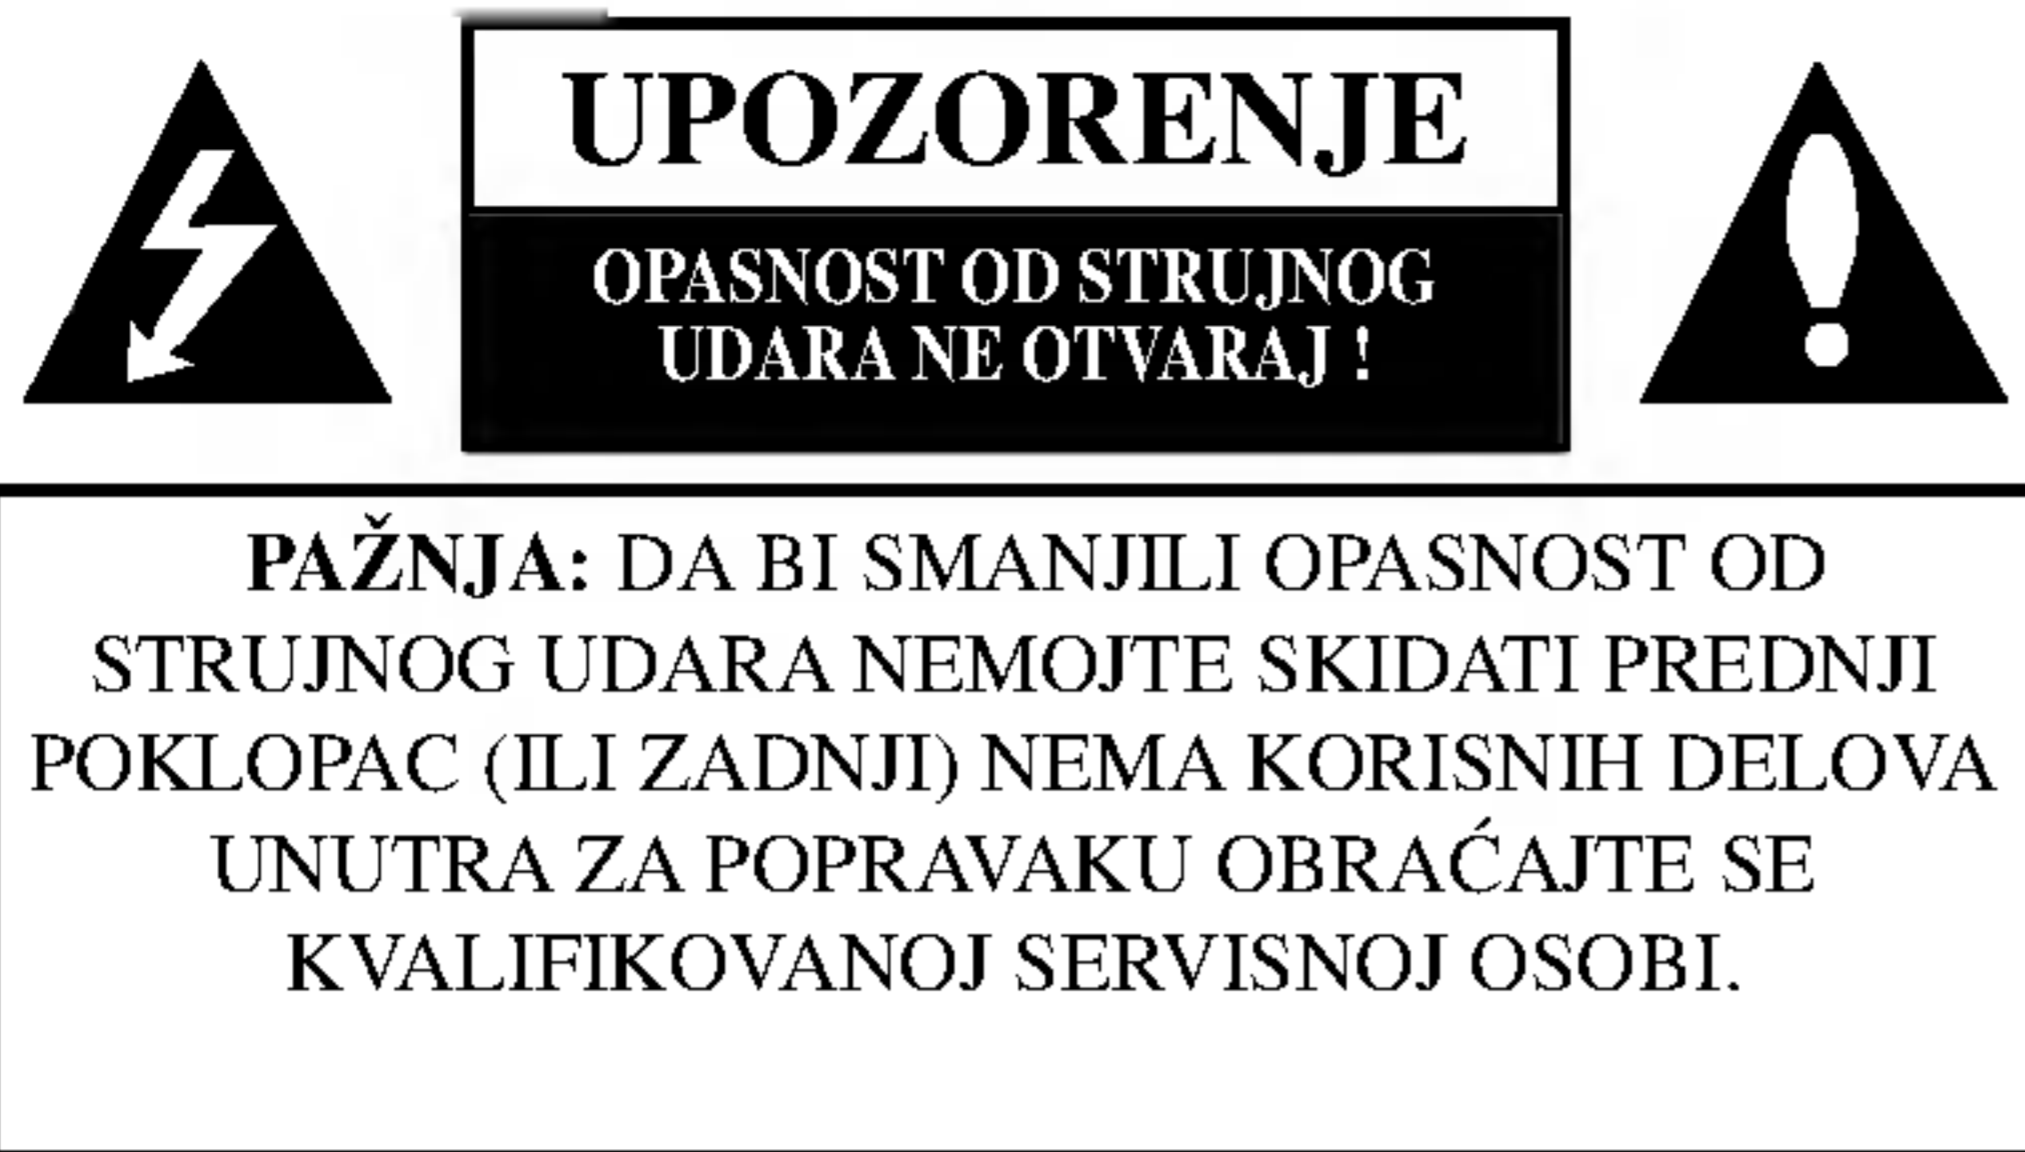 UPOZORENJE
OPASNOST OD STRUJNOG
UDARA NE OTVARAJ !
PAŽNJA: DA BI SMANJILI OPASNOST OD
STRUJNOG UDARA NEMOJTE SKIDATI PREDNJI
POKLOPAC (ILI ZADNJI) NEMA KORISNIH DELOVA
UNUTRA ZA POPRAVAKU OBRAĆAJTE SE
KVALIFIKOVANOJ SERVISNOJ OSOBI.